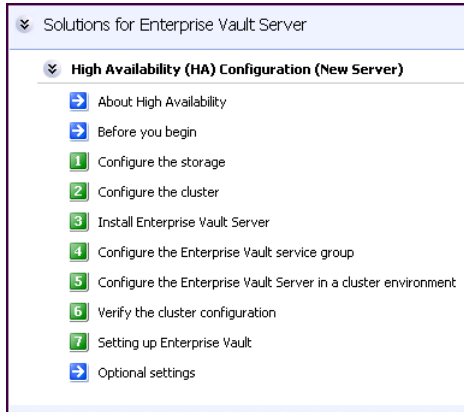 Solutions for Enterprise Vault Server
High Availability (HA) Configuration (New Server)
About High Availability
Before you begin
1 Configure the storage
2 Configure the cluster
3 Install Enterprise Vault Server
4 Configure the Enterprise Vault service group
5 Configure the Enterprise Vault Server in a cluster environment
6 Verify the cluster configuration
7 Setting up Enterprise Vault
Optional settings